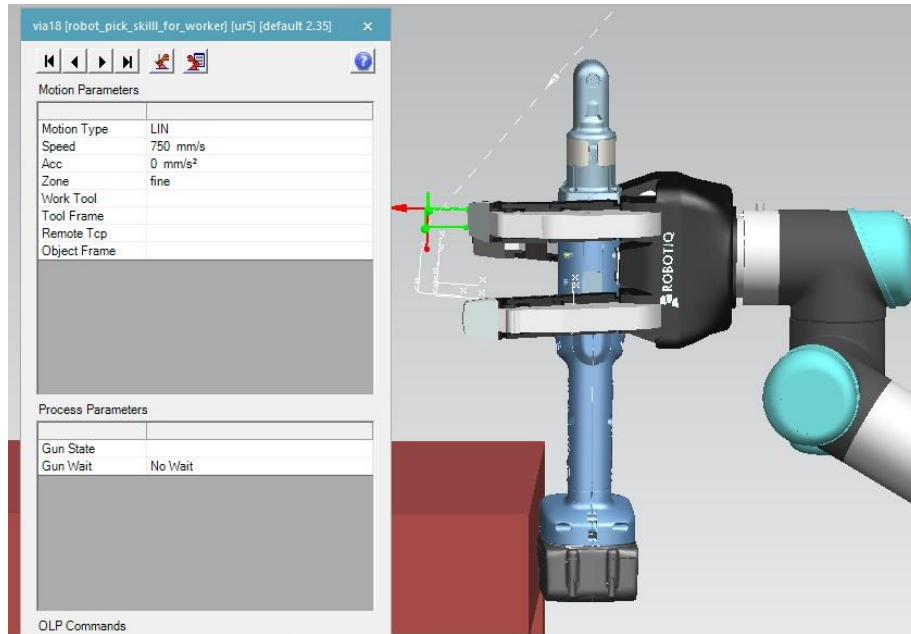 via18 [robot_pick_skilll_for_worker] [ur5] [default 2.35]
Motion Parameters
Motion Type LIN
Speed 750 mm/s
Acc 0 mm/s²
Zone fine
Work Tool
Tool Frame
Remote Tcp
Object Frame
Process Parameters
Gun State
Gun Wait No Wait
OLP Commands
ROBOTIQ